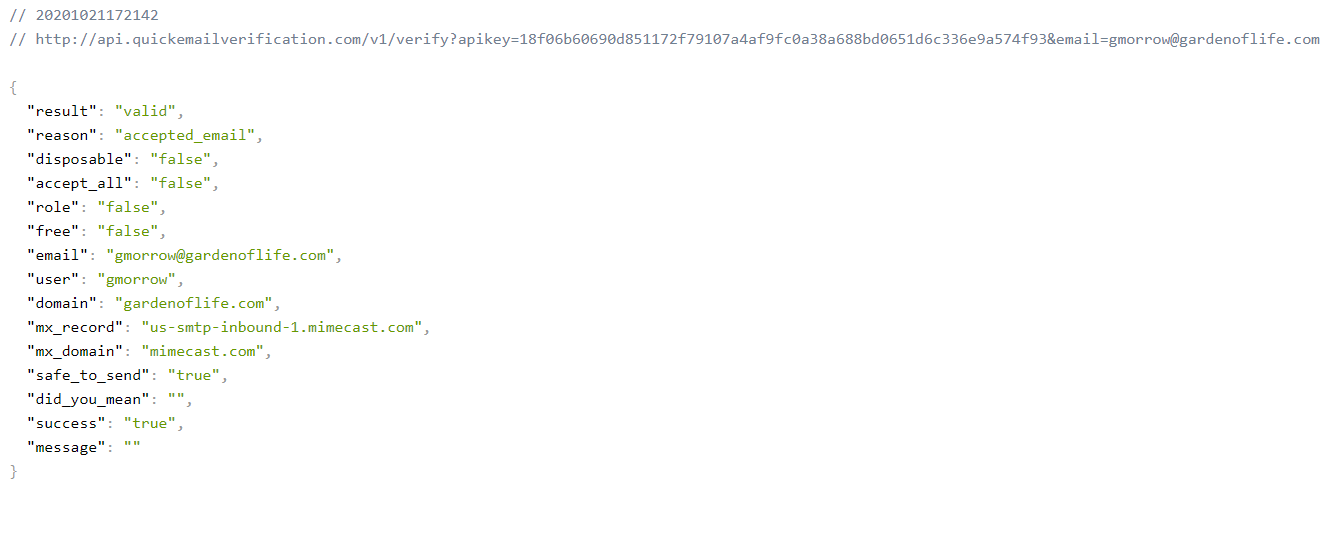 // 20201021172142
// http://api.quickemailverification.com/v1/verify?apikey=18f06b60690d851172f79107a4af9fc0a38a688bd0651d6c336e9a574f93&email=gmorrow@gardenoflife.com
{
"result": "valid",
"reason": "accepted_email",
"disposable": "false",
"accept_all": "false",
"role": "false",
"free": "false",
"email": "gmorrow@gardenoflife.com",
"user": "gmorrow",
"domain": "gardenoflife.com",
"mx_record": "us-smtp-inbound-1.mimecast.com",
"mx_domain": "mimecast.com",
"safe_to_send": "true",
"did_you_mean": "",
"success": "true",
"message": ""
}